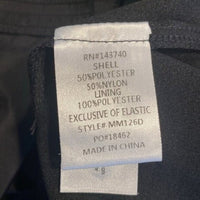 RN#143740
SHELL
50%POLYESTER
50%NYLON
LINING
100%POLYESTER
EXCLUSIVE OF ELASTIC
STYLE# MM126D
PO#18462
MADE IN CHINA